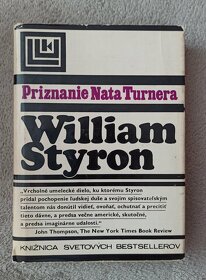 Priznanie Nata Turnera
William
Styron
„Vrcholné umelecké dielo, ku ktorému Styron
pridal pochopenie ľudskej duše a svojím spisovateľským
talentom nás donútil vidieť, ovoňať, ochutnať a precítiť
tieto dávne, a predsa večne americké, skutočné,
a predsa imaginárne udalosti."
John Thompson, The New York Times Book Review
KNIŽNICA SVETOVÝCH BESTSELLEROV